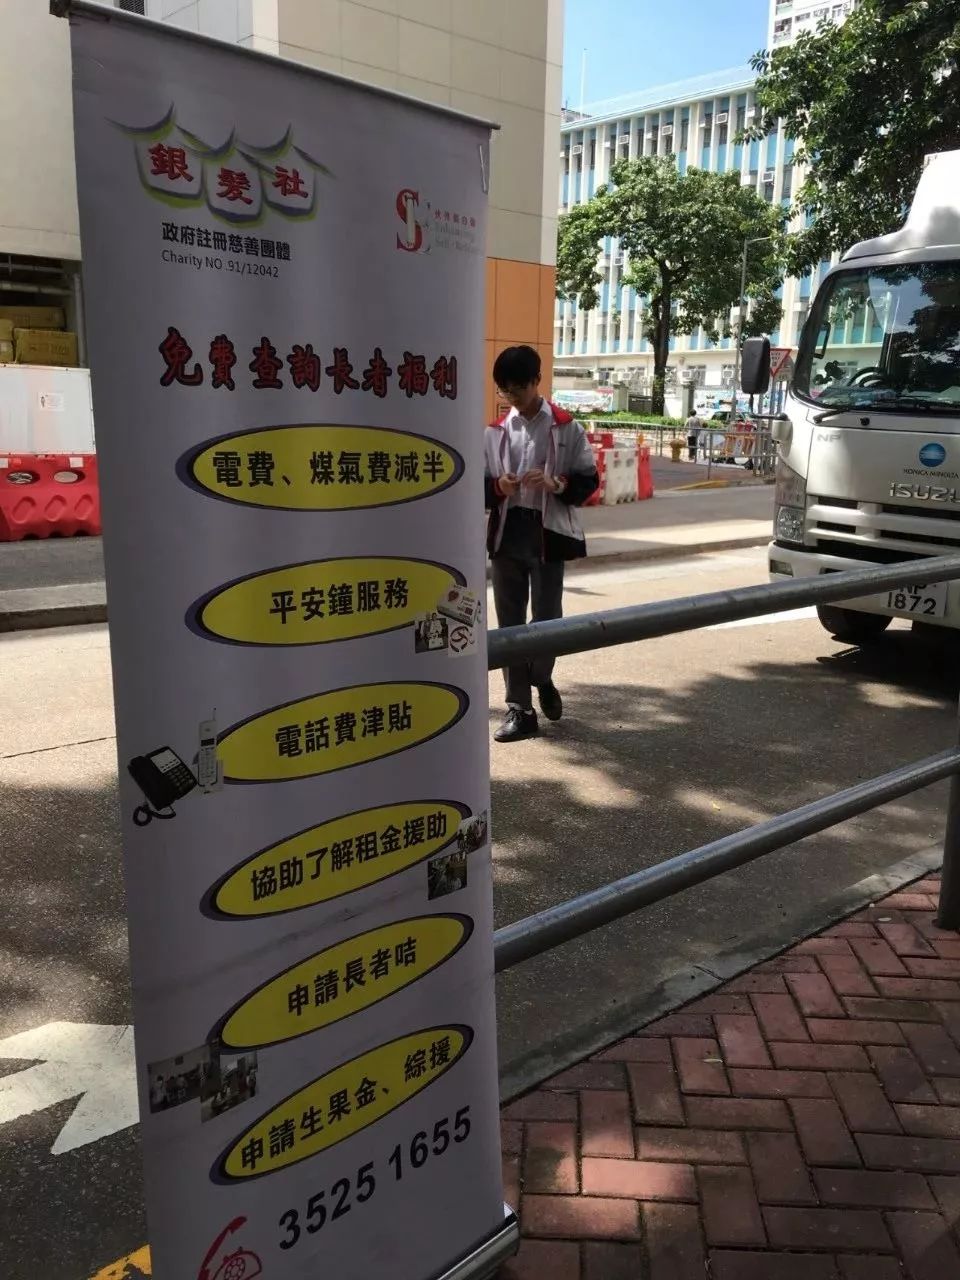 銀髮社
政府註冊慈善團體
Charity NO .91/12042
免費查詢長者福利
電費、煤氣費減半
平安鐘服務
電話費津貼
協助了解租金援助
申請長者咭
申請生果金、綜援
3525 1655
NP
KONICA MINOLTA
ISUZU
1872